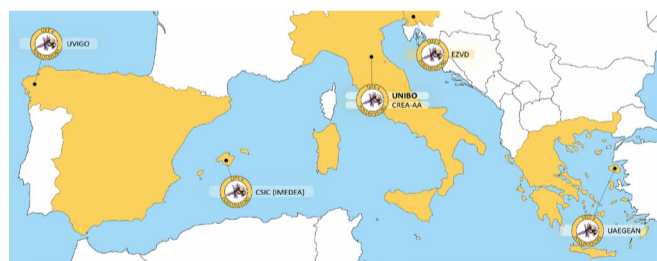 UVIGO
EZVD
UNIBO
CREA-AA
CSIC (IMEDEA)
UAEGEAN